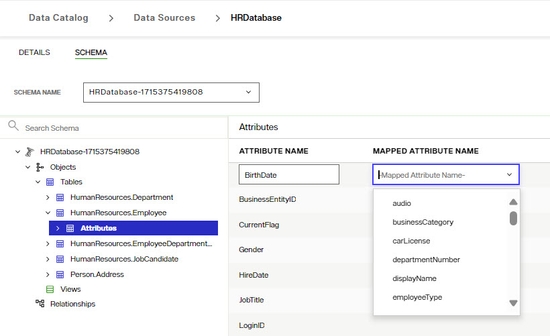 Data Catalog > Data Sources > HRDatabase
DETAILS SCHEMA
SCHEMA NAME HRDatabase-1715375419808
Search Schema
HRDatabase-1715375419808
Objects
Tables
HumanResources.Department
HumanResources.Employee
Attributes
HumanResources.EmployeeDepartment...
HumanResources.JobCandidate
Person.Address
Views
Relationships
Attributes
ATTRIBUTE NAME MAPPED ATTRIBUTE NAME
BirthDate -Mapped Attribute Name-
BusinessEntityID
CurrentFlag
Gender
HireDate
JobTitle
LoginID
audio
businessCategory
carLicense
departmentNumber
displayName
employeeType